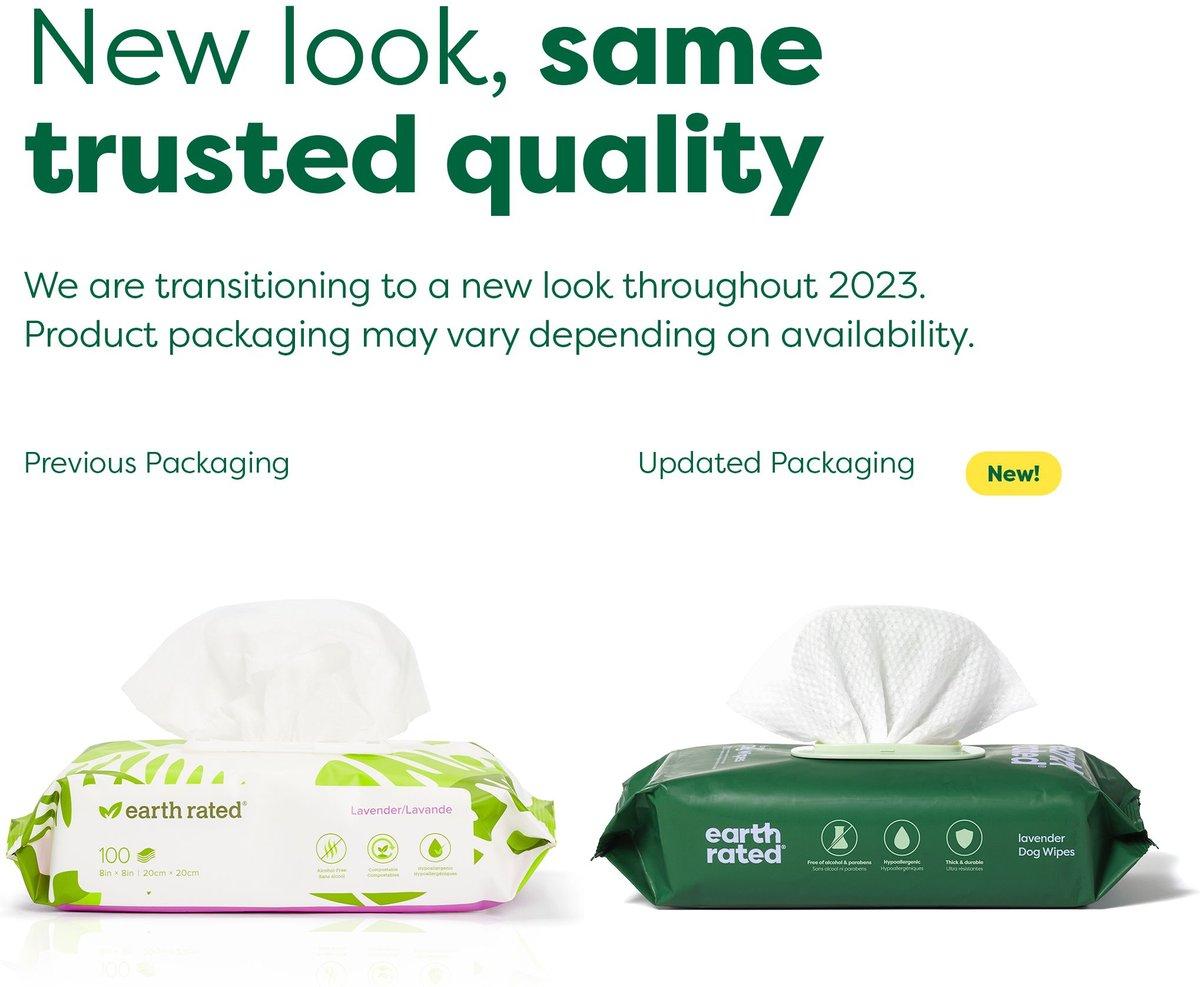 New look, same
trusted quality
We are transitioning to a new look throughout 2023.
Product packaging may vary depending on availability.
Previous Packaging
Updated Packaging
New!
earth rated®
Lavender/Lavande
100
8in × 8in | 20cm × 20cm
Alcohol Free
Sans alcool
Compostable
Compostables
Hypoallergenic
Hypoallergéniques
earth
rated®
Free of alcohol & parabens
Sans alcool ni parabens
Hypoallergenic
Hypoallergéniques
Thick & durable
Ultra résistantes
lavender
Dog Wipes